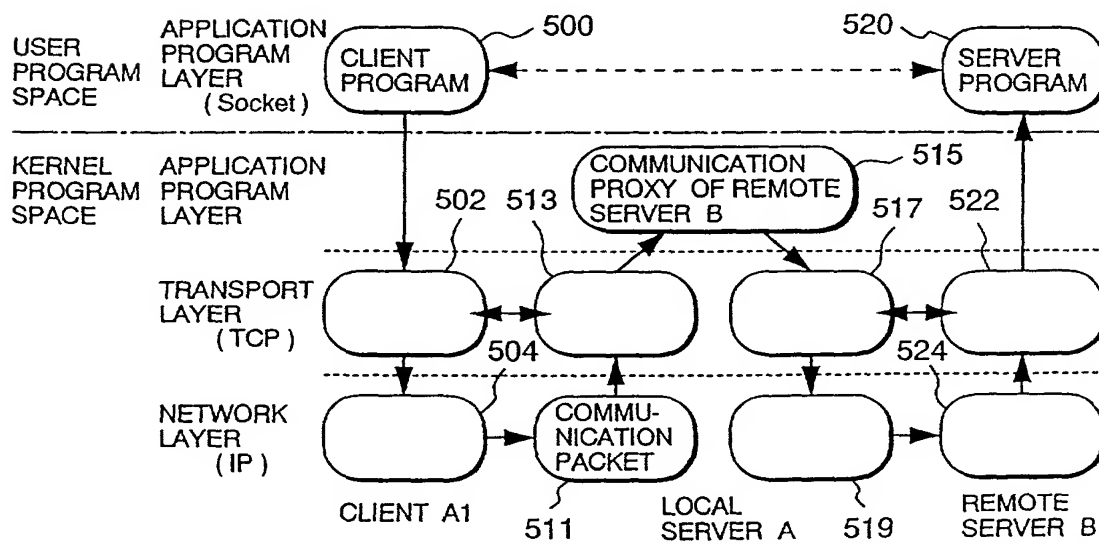 USER
PROGRAM
SPACE
APPLICATION
PROGRAM
LAYER
(Socket)
500
CLIENT
PROGRAM
520
SERVER
PROGRAM
KERNEL
PROGRAM
SPACE
APPLICATION
PROGRAM
LAYER
COMMUNICATION
PROXY OF REMOTE
SERVER B
515
502
513
517
522
TRANSPORT
LAYER
(TCP)
504
524
NETWORK
LAYER
(IP)
COMMU-
NICATION
PACKET
CLIENT A1
511
LOCAL
SERVER A
519
REMOTE
SERVER B